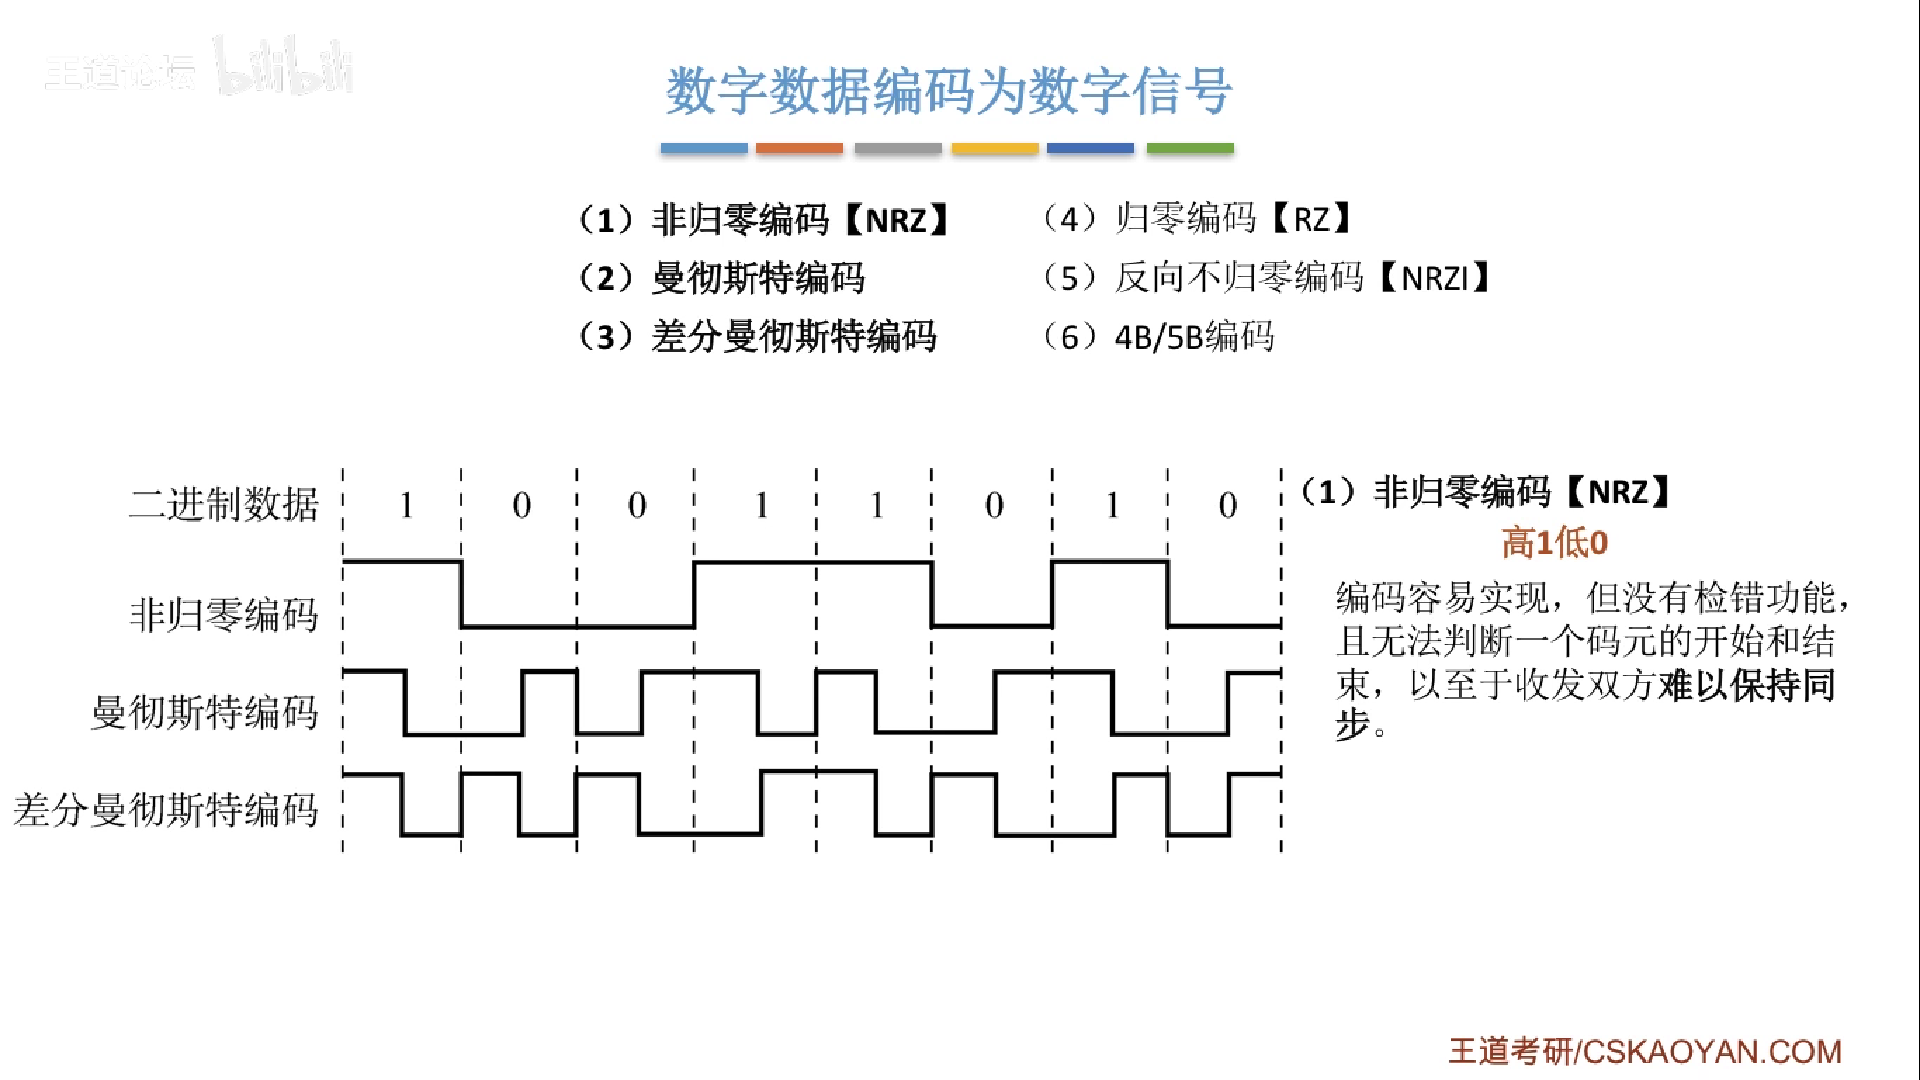 王道论坛 bilibili
数字数据编码为数字信号
（1）非归零编码【NRZ】
（2）曼彻斯特编码
（3）差分曼彻斯特编码
（4）归零编码【RZ】
（5）反向不归零编码【NRZI】
（6）4B/5B编码
二进制数据 1 0 0 1 1 0 1 0
非归零编码
曼彻斯特编码
差分曼彻斯特编码
（1）非归零编码【NRZ】
高1低0
编码容易实现，但没有检错功能，
且无法判断一个码元的开始和结
束，以至于收发双方难以保持同
步。
王道考研/CSKAOYAN.COM